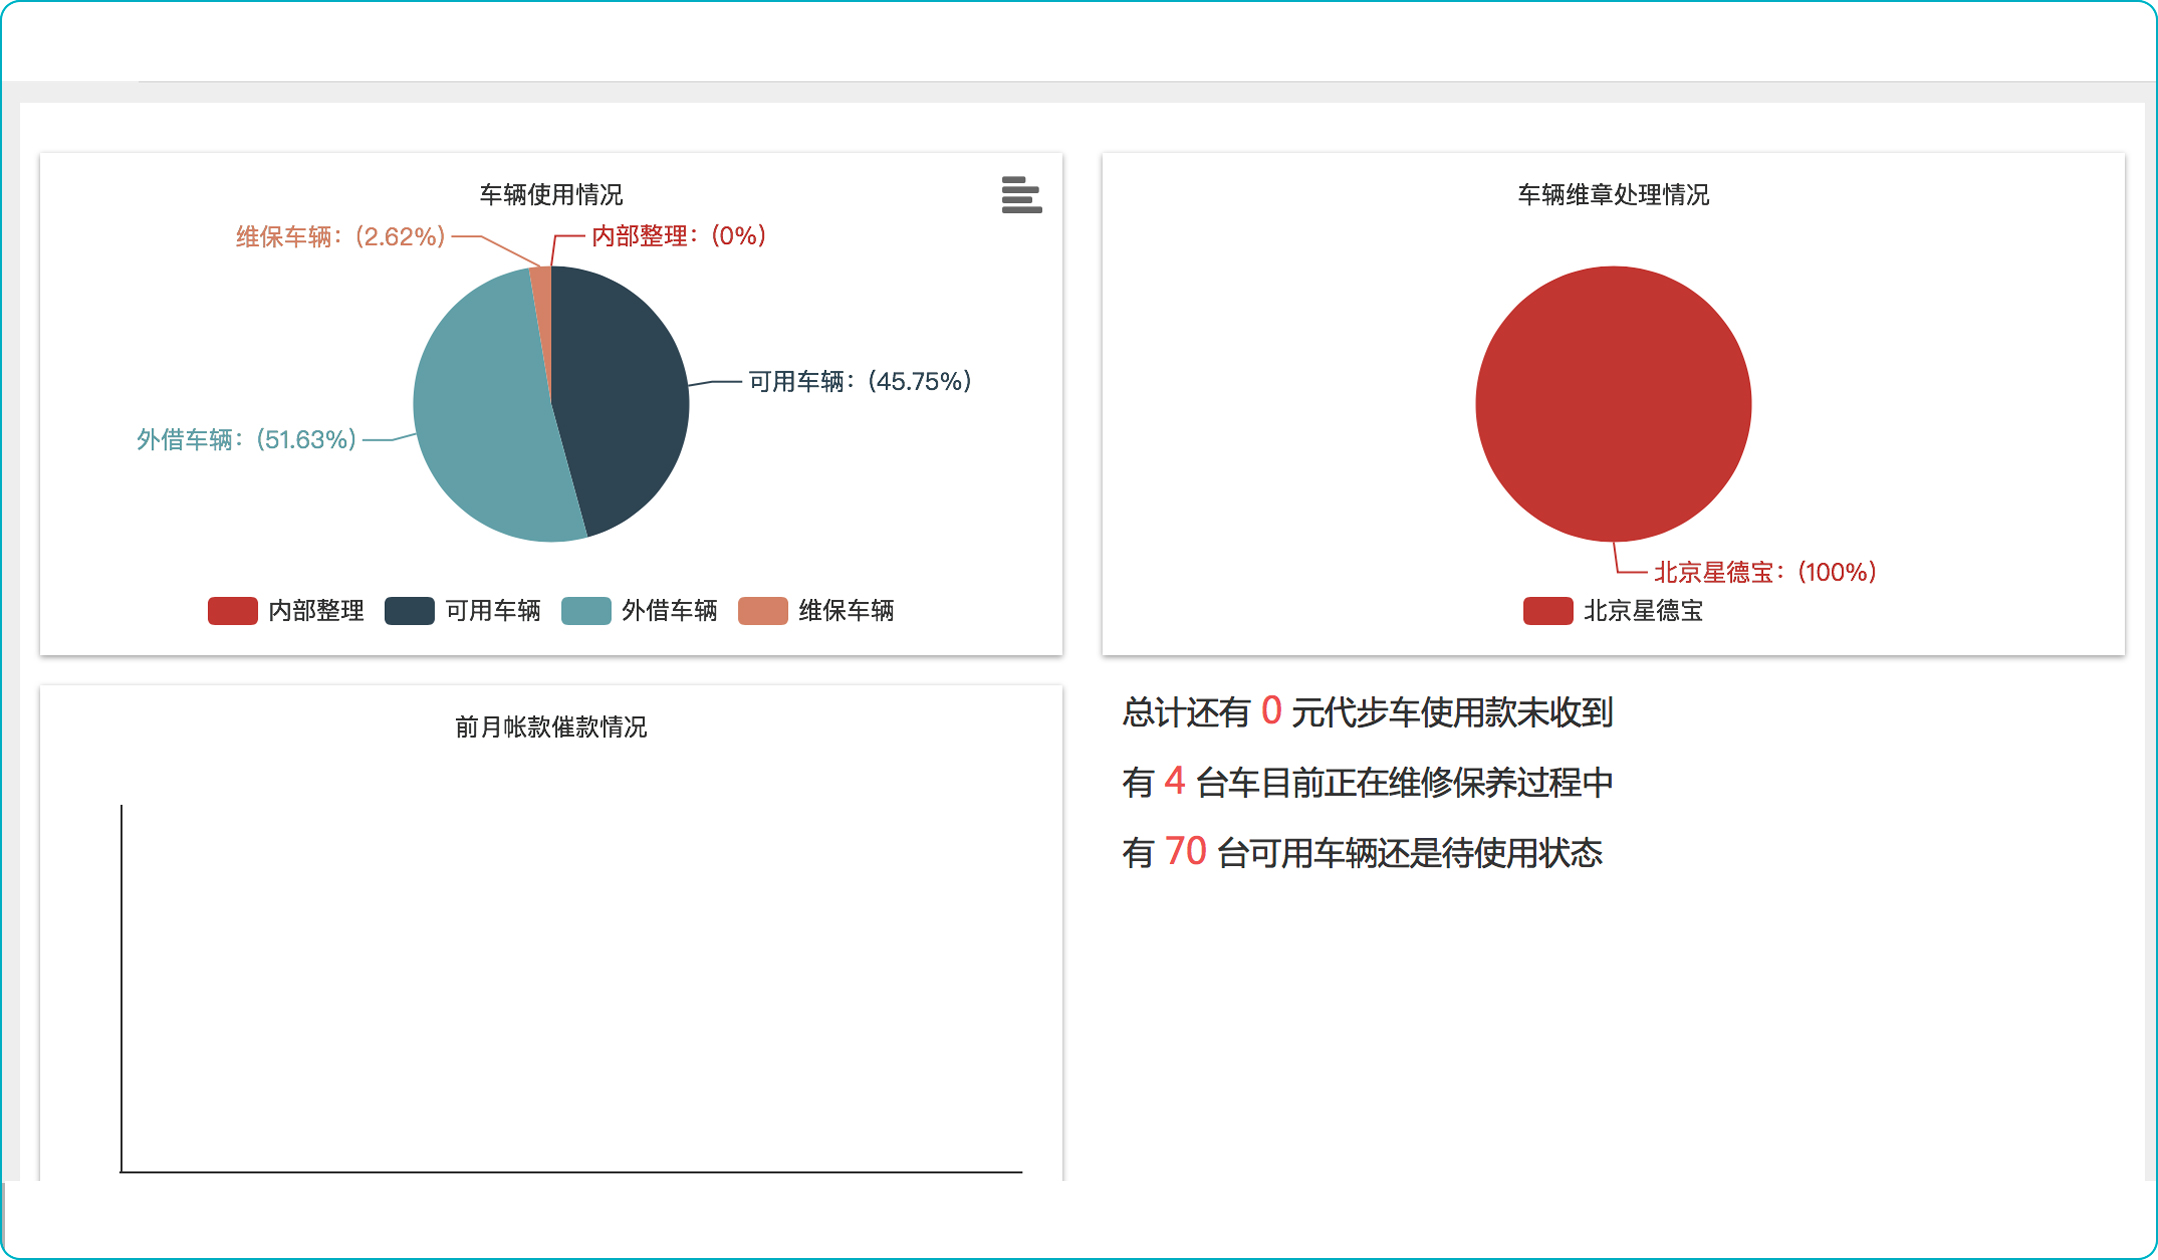 车辆使用情况
维保车辆：(2.62%)
内部整理：(0%)
可用车辆：(45.75%)
外借车辆：(51.63%)
内部整理 可用车辆 外借车辆 维保车辆
车辆维章处理情况
北京星德宝：(100%)
北京星德宝
前月帐款催款情况
总计还有 0 元代步车使用款未收到
有 4 台车目前正在维修保养过程中
有 70 台可用车辆还是待使用状态